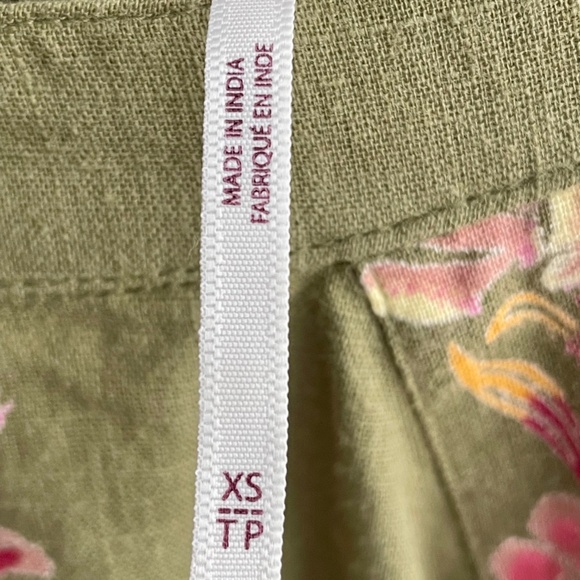 MADE IN INDIA
FABRIQUÉ EN INDE
XS
TP